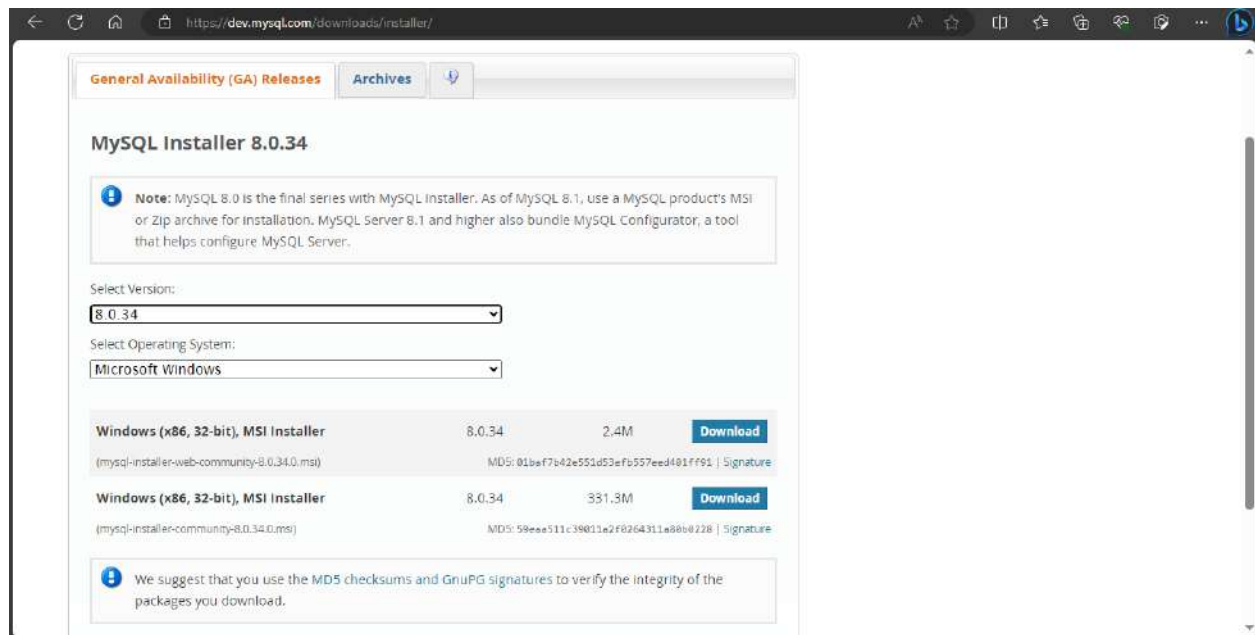 https://dev.mysql.com/downloads/installer/
General Availability (GA) Releases
Archives
MySQL Installer 8.0.34
Note: MySQL 8.0 is the final series with MySQL Installer. As of MySQL 8.1, use a MySQL product's MSI
or Zip archive for installation. MySQL Server 8.1 and higher also bundle MySQL Configurator, a tool
that helps configure MySQL Server.
Select Version:
8.0.34
Select Operating System:
Microsoft Windows
Windows (x86, 32-bit), MSI Installer 8.0.34 2.4M Download
(mysql-installer-web-community-8.0.34.0.msi) MD5: | Signature
Windows (x86, 32-bit), MSI Installer 8.0.34 331.3M Download
(mysql-installer-community-8.0.34.0.msi) MD5: | Signature
We suggest that you use the MD5 checksums and GnuPG signatures to verify the integrity of the
packages you download.